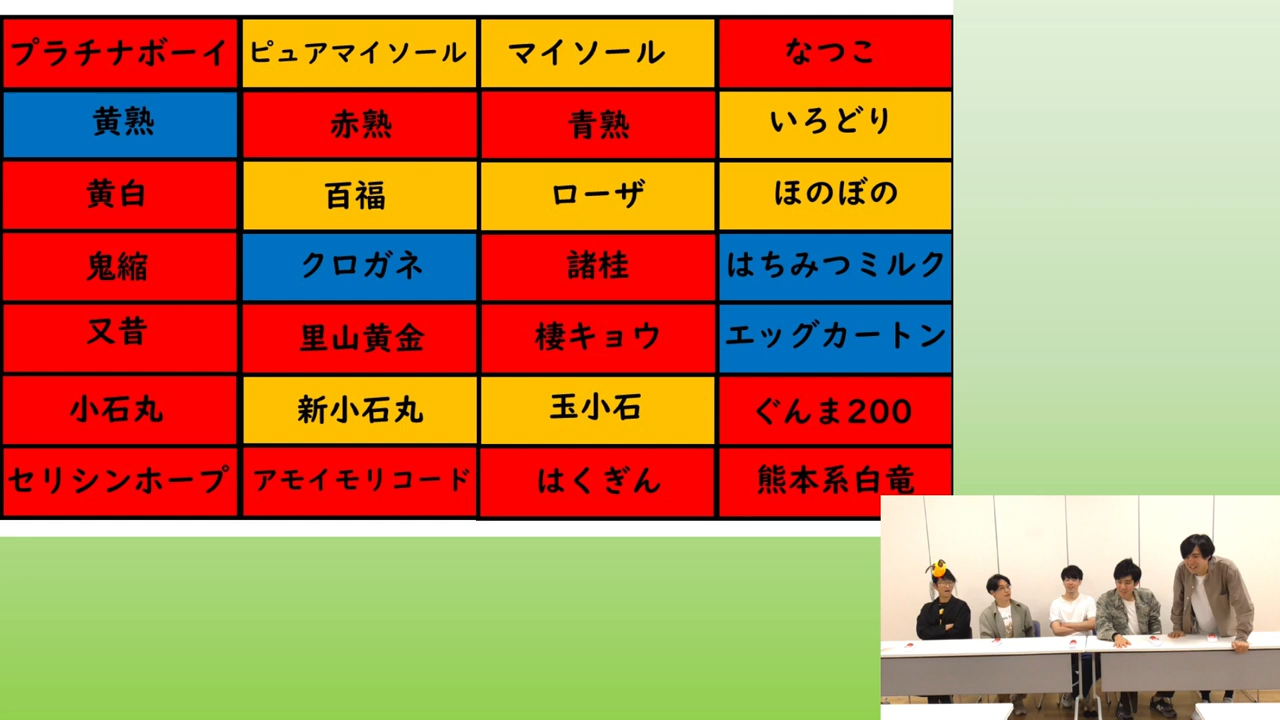 プラチナボーイ ピュアマイソール マイソール なつこ
黄熟 赤熟 青熟 いろどり
黄白 百福 ローザ ほのぼの
鬼縮 クロガネ 諸桂 はちみつミルク
又昔 里山黄金 棲キョウ エッグカートン
小石丸 新小石丸 玉小石 ぐんま200
セリシンホープ アモイモリコード はくぎん 熊本系白竜